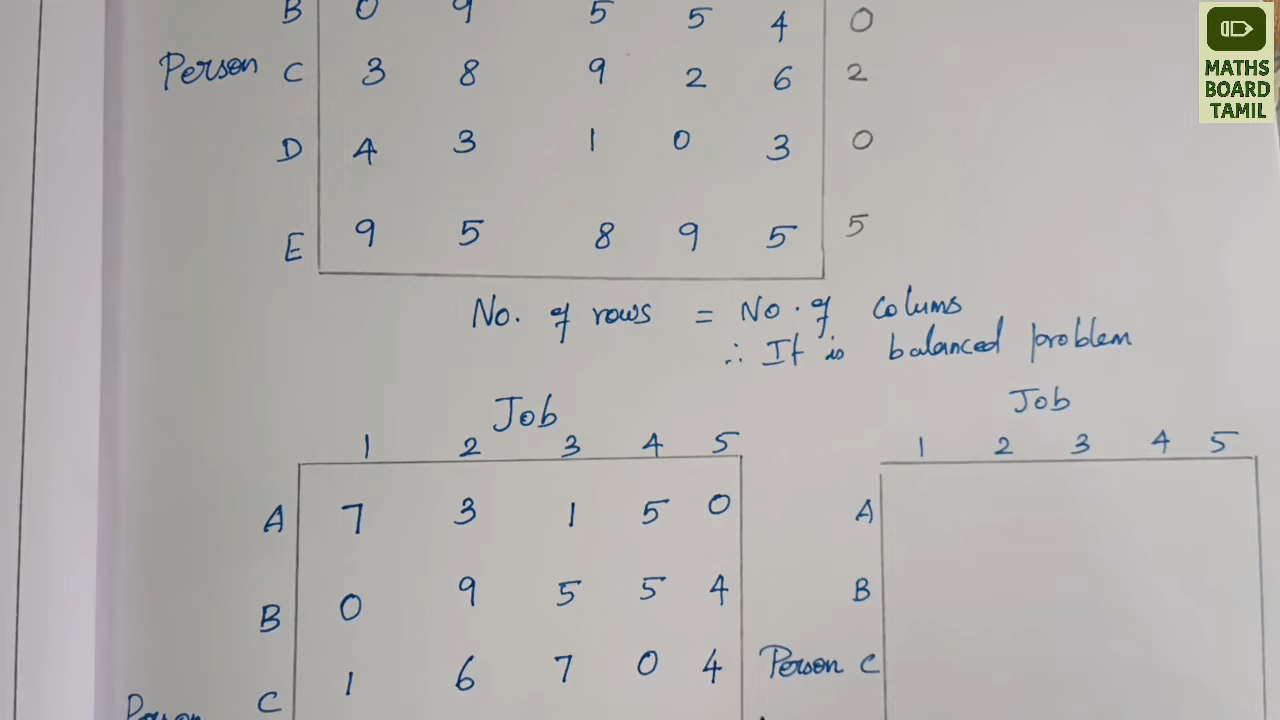 B 0 9 5 5 4 0
Person C 3 8 9 2 6 2
D 4 3 1 0 3 0
E 9 5 8 9 5 5
No. of rows = No. of colums
∴ It is balanced problem
Job
1 2 3 4 5
A 7 3 1 5 0
B 0 9 5 5 4
C 1 6 7 0 4
Person
Job
1 2 3 4 5
A
B
Person C
MATHS
BOARD
TAMIL